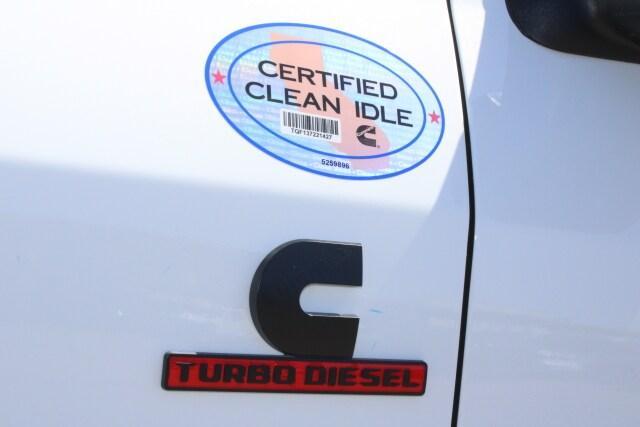 CERTIFIED
CLEAN IDLE
TQF137221427
5259896
C
TURBO DIESEL